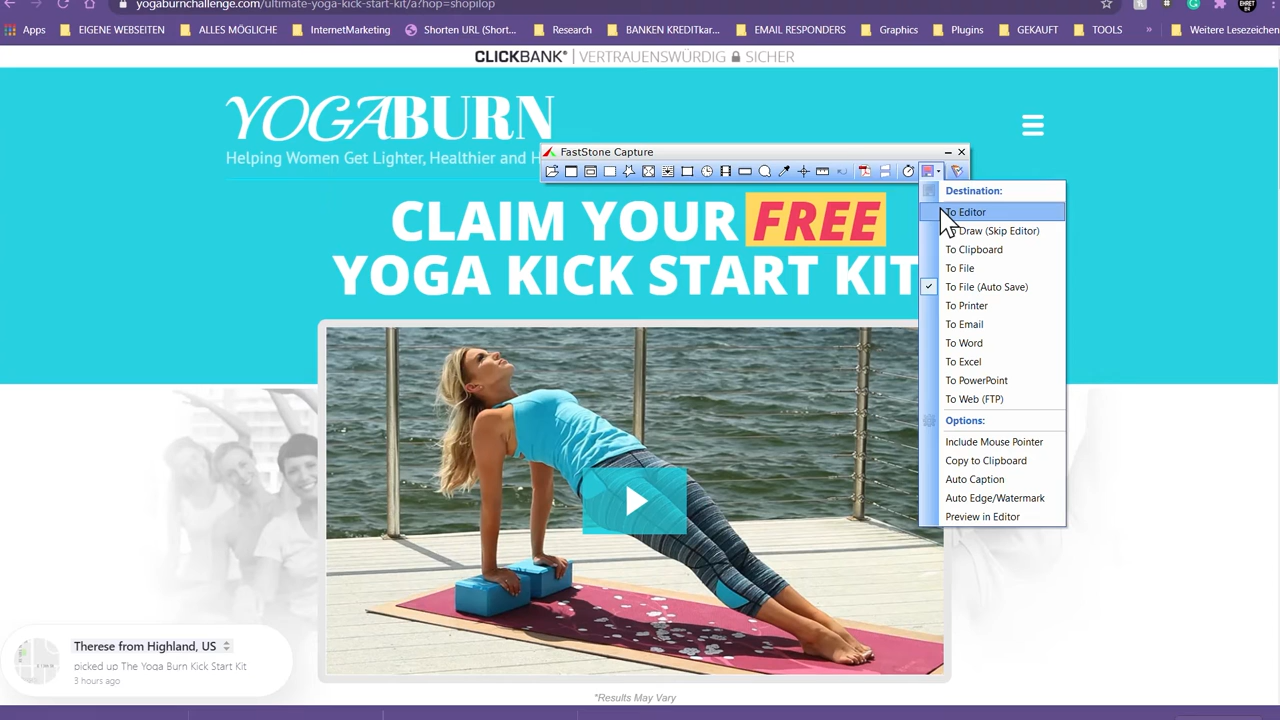 yogaburnchallenge.com/ultimate-yoga-kick-start-kit/a?hop=shopilop
Apps EIGENE WEBSEITEN ALLES MÖGLICHE InternetMarketing Shorten URL (Short... Research BANKEN KREDITkar... EMAIL RESPONDERS Graphics Plugins GEKAUFT TOOLS » Weitere Lesezeichen
CLICKBANK® | VERTRAUENSWÜRDIG SICHER
YOGABURN
Helping Women Get Lighter, Healthier and H
FastStone Capture
CLAIM YOUR FREE
YOGA KICK START KIT
Destination:
To Editor
Draw (Skip Editor)
To Clipboard
To File
To File (Auto Save)
To Printer
To Email
To Word
To Excel
To PowerPoint
To Web (FTP)
Options:
Include Mouse Pointer
Copy to Clipboard
Auto Caption
Auto Edge/Watermark
Preview in Editor
Therese from Highland, US
picked up The Yoga Burn Kick Start Kit
3 hours ago
*Results May Vary